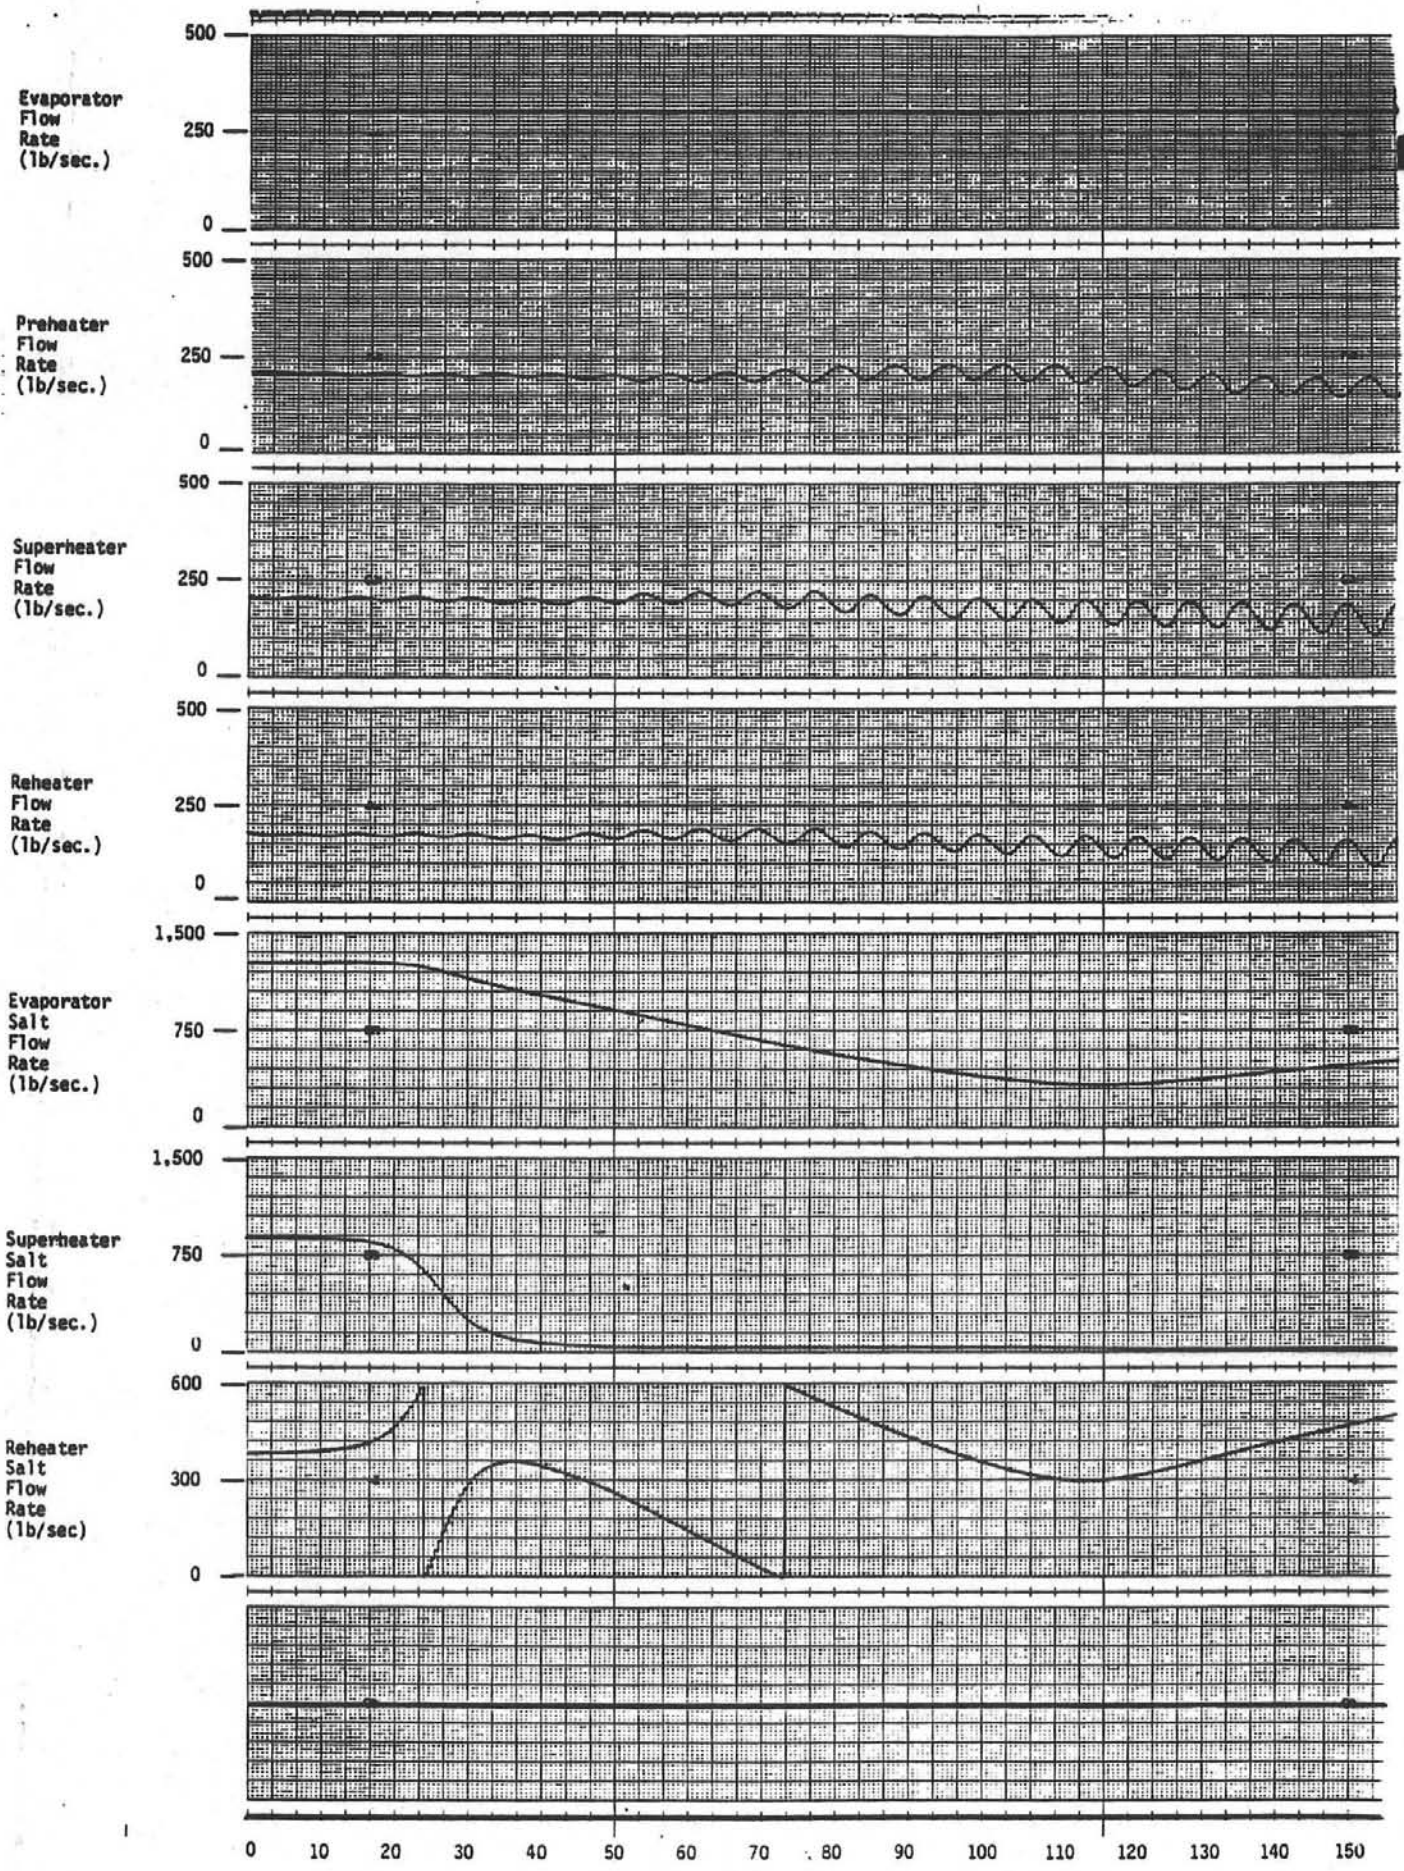 500
Evaporator
Flow
Rate
(lb/sec.)
250
0
500
Preheater
Flow
Rate
(lb/sec.)
250
0
500
Superheater
Flow
Rate
(lb/sec.)
250
0
500
Reheater
Flow
Rate
(lb/sec.)
250
0
1,500
Evaporator
Salt
Flow
Rate
(lb/sec.)
750
0
1,500
Superheater
Salt
Flow
Rate
(lb/sec.)
750
0
600
Reheater
Salt
Flow
Rate
(lb/sec)
300
0
0 10 20 30 40 50 60 70 80 90 100 110 120 130 140 150